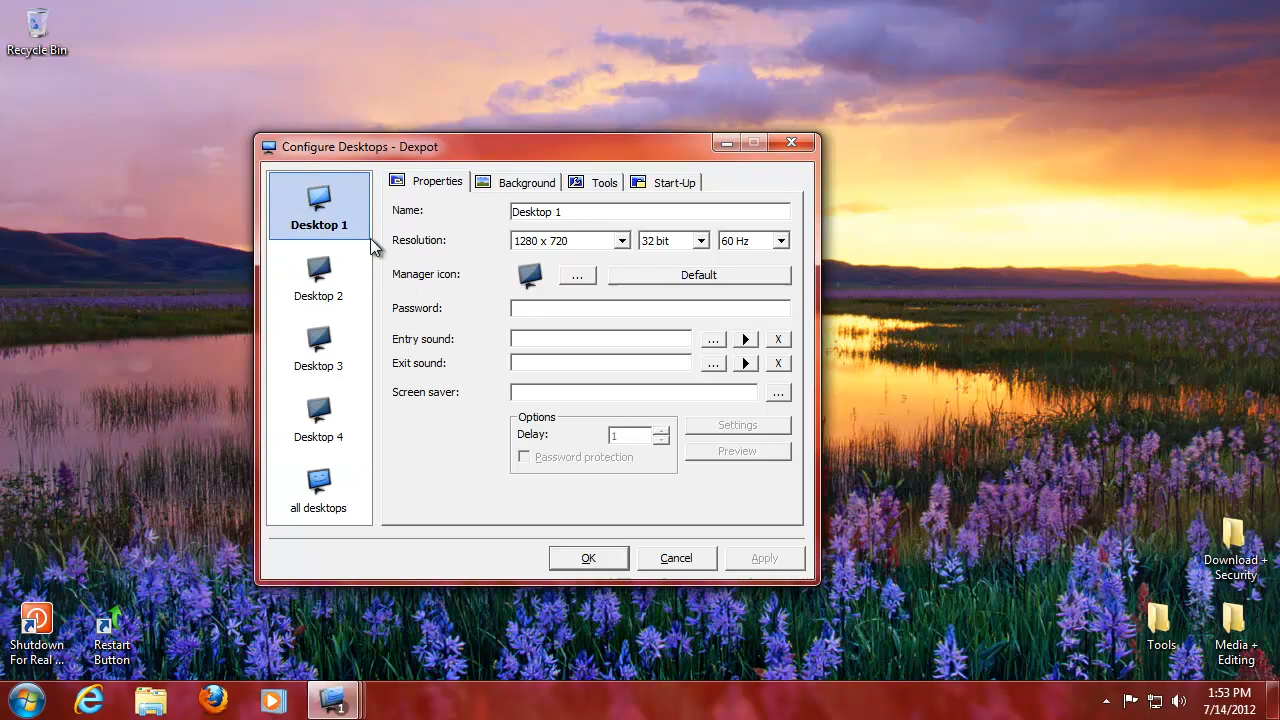 Recycle Bin
Configure Desktops - Dexpot
Desktop 1
Desktop 2
Desktop 3
Desktop 4
all desktops
Properties
Background
Tools
Start-Up
Name:
Desktop 1
Resolution:
1280 x 720
32 bit
60 Hz
Manager icon:
...
Default
Password:
Entry sound:
...
X
Exit sound:
...
X
Screen saver:
...
Options
Delay:
1
Password protection
Settings
Preview
OK
Cancel
Apply
Download +
Security
Shutdown
For Real ...
Restart
Button
Tools
Media +
Editing
1
1:53 PM
7/14/2012